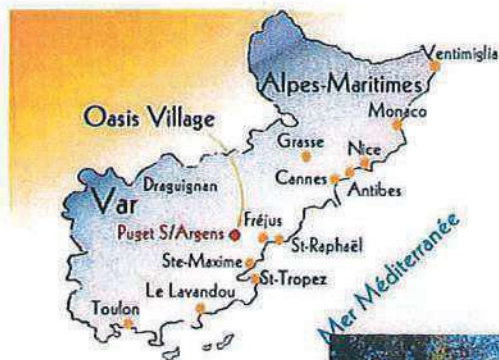 Ventimiglia
Alpes-Maritimes
Monaco
Oasis Village
Grasse
Nice
Cannes
Antibes
Var
Draguignan
Puget S/Argens
Fréjus
St-Raphaël
Ste-Maxime
St-Tropez
Le Lavandou
Toulon
Mer Méditerranée